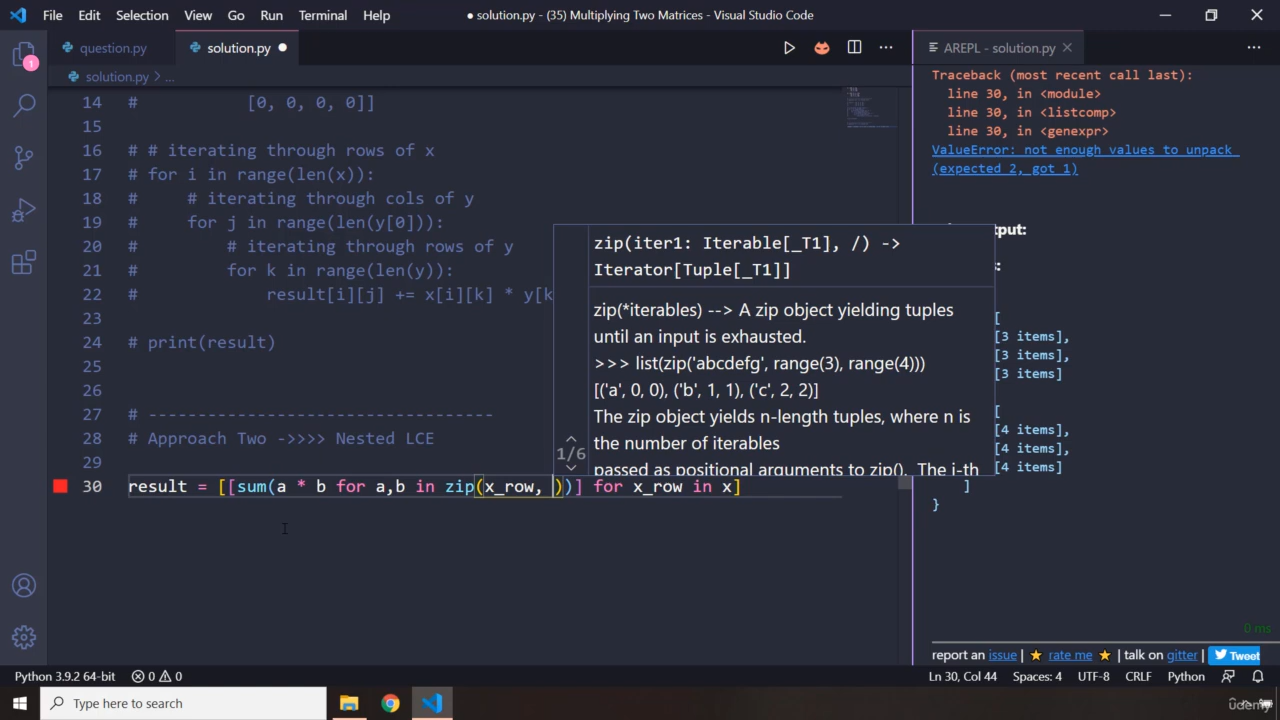 File Edit Selection View Go Run Terminal Help
● solution.py - (35) Multiplying Two Matrices - Visual Studio Code
question.py
solution.py ●
solution.py > ...
14 # [0, 0, 0, 0]]
15
16 # # iterating through rows of x
17 # for i in range(len(x)):
18 # # iterating through cols of y
19 # for j in range(len(y[0])):
20 # # iterating through rows of y
21 # for k in range(len(y)):
22 # result[i][j] += x[i][k] * y[k
23
24 # print(result)
25
26
27 # -----------------------------------
28 # Approach Two ->>>> Nested LCE
29
30 result = [[sum(a * b for a,b in zip(x_row, ))] for x_row in x]
zip(iter1: Iterable[_T1], /) ->
Iterator[Tuple[_T1]]
zip(*iterables) --> A zip object yielding tuples
until an input is exhausted.
>>> list(zip('abcdefg', range(3), range(4)))
[('a', 0, 0), ('b', 1, 1), ('c', 2, 2)]
The zip object yields n-length tuples, where n is
the number of iterables
passed as positional arguments to zip(). The i-th
1/6
AREPL - solution.py
Traceback (most recent call last):
line 30, in <module>
line 30, in <listcomp>
line 30, in <genexpr>
ValueError: not enough values to unpack
(expected 2, got 1)
tput:
s:
[
[3 items],
[3 items],
[3 items]
[
[4 items],
[4 items],
[4 items]
]
}
0 ms
report an issue | ★ rate me ★ | talk on gitter | Tweet
1
Python 3.9.2 64-bit 0 0
Ln 30, Col 44 Spaces: 4 UTF-8 CRLF Python
Type here to search
Udemy